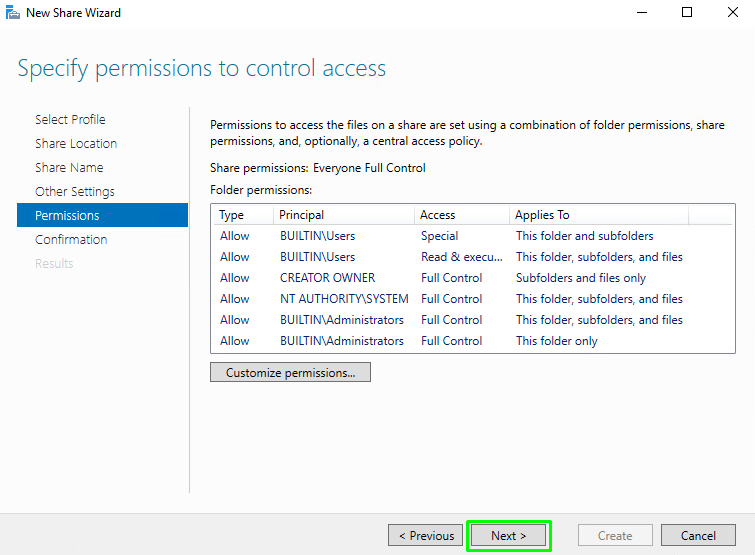 New Share Wizard
Specify permissions to control access
Select Profile
Share Location
Share Name
Other Settings
Permissions
Confirmation
Results
Permissions to access the files on a share are set using a combination of folder permissions, share
permissions, and, optionally, a central access policy.
Share permissions: Everyone Full Control
Folder permissions:
Type Principal Access Applies To
Allow BUILTIN\Users Special This folder and subfolders
Allow BUILTIN\Users Read & execu... This folder, subfolders, and files
Allow CREATOR OWNER Full Control Subfolders and files only
Allow NT AUTHORITY\SYSTEM Full Control This folder, subfolders, and files
Allow BUILTIN\Administrators Full Control This folder, subfolders, and files
Allow BUILTIN\Administrators Full Control This folder only
Customize permissions...
< Previous Next > Create Cancel